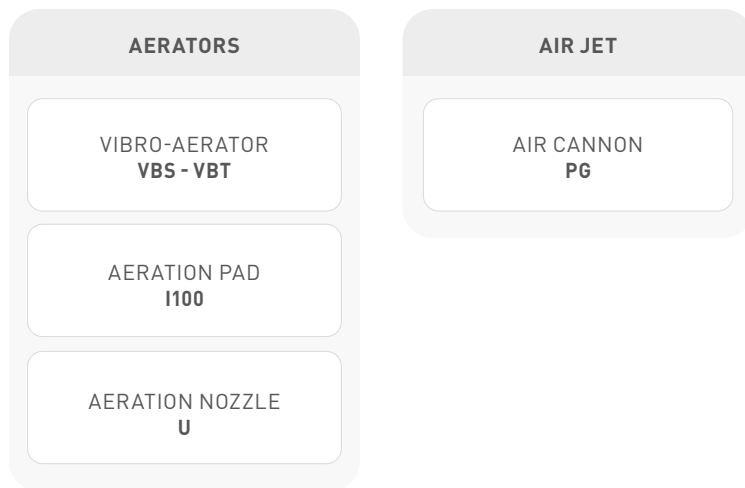 AERATORS
VIBRO-AERATOR
VBS - VBT
AERATION PAD
I100
AERATION NOZZLE
U
AIR JET
AIR CANNON
PG